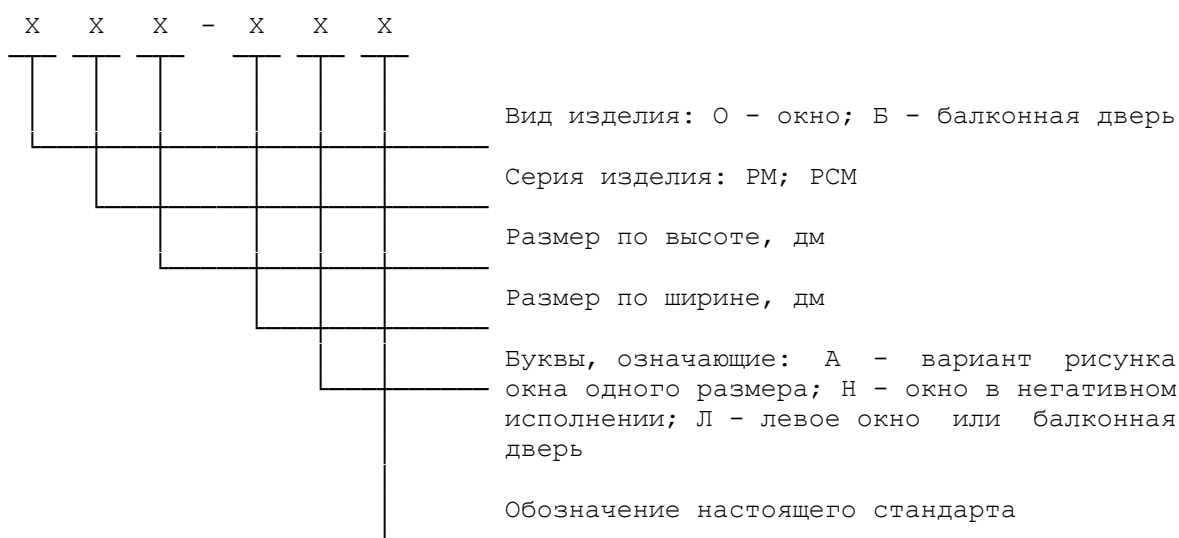 Х Х Х - Х Х Х
Вид изделия: О - окно; Б - балконная дверь
Серия изделия: РМ; РСМ
Размер по высоте, дм
Размер по ширине, дм
Буквы, означающие: А - вариант рисунка
окна одного размера; Н - окно в негативном
исполнении; Л - левое окно или балконная
дверь
Обозначение настоящего стандарта